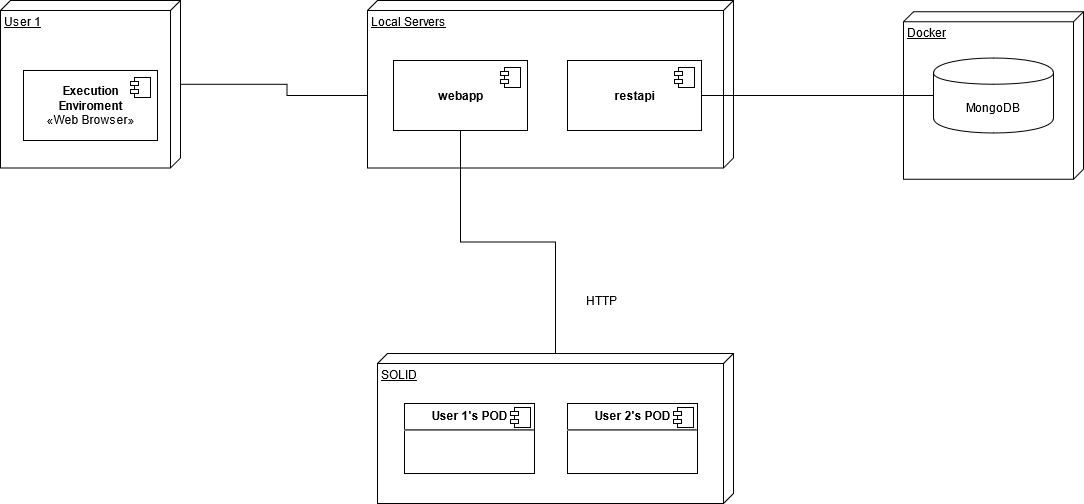 User 1
Execution
Enviroment
«Web Browser»
Local Servers
webapp
restapi
Docker
MongoDB
HTTP
SOLID
User 1's POD
User 2's POD